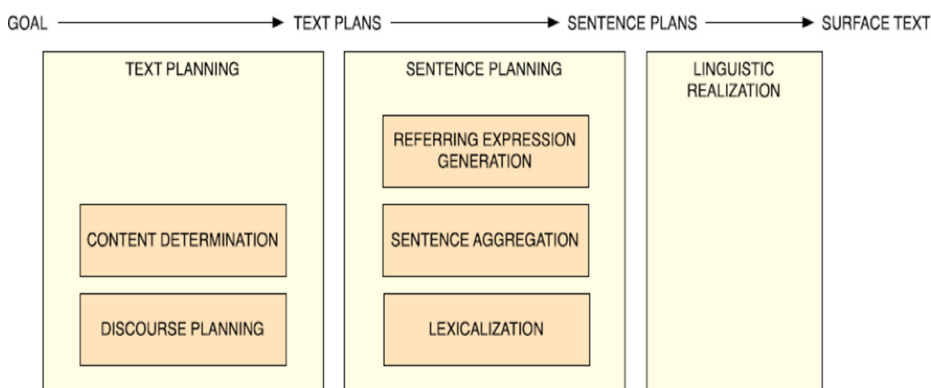 GOAL TEXT PLANS SENTENCE PLANS SURFACE TEXT
TEXT PLANNING
CONTENT DETERMINATION
DISCOURSE PLANNING
SENTENCE PLANNING
REFERRING EXPRESSION
GENERATION
SENTENCE AGGREGATION
LEXICALIZATION
LINGUISTIC
REALIZATION